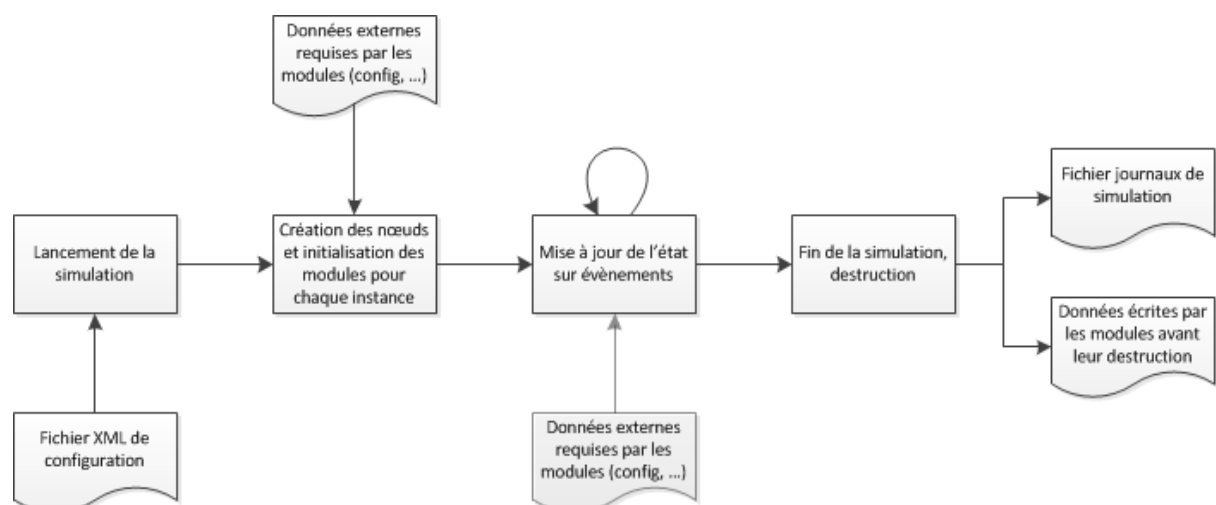 Données externes
requises par les
modules (config, ...)
Lancement de la
simulation
Création des nœuds
et initialisation des
modules pour
chaque instance
Mise à jour de l'état
sur évènements
Fin de la simulation,
destruction
Fichier journaux de
simulation
Données écrites par
les modules avant
leur destruction
Fichier XML de
configuration
Données externes
requises par les
modules (config, ...)